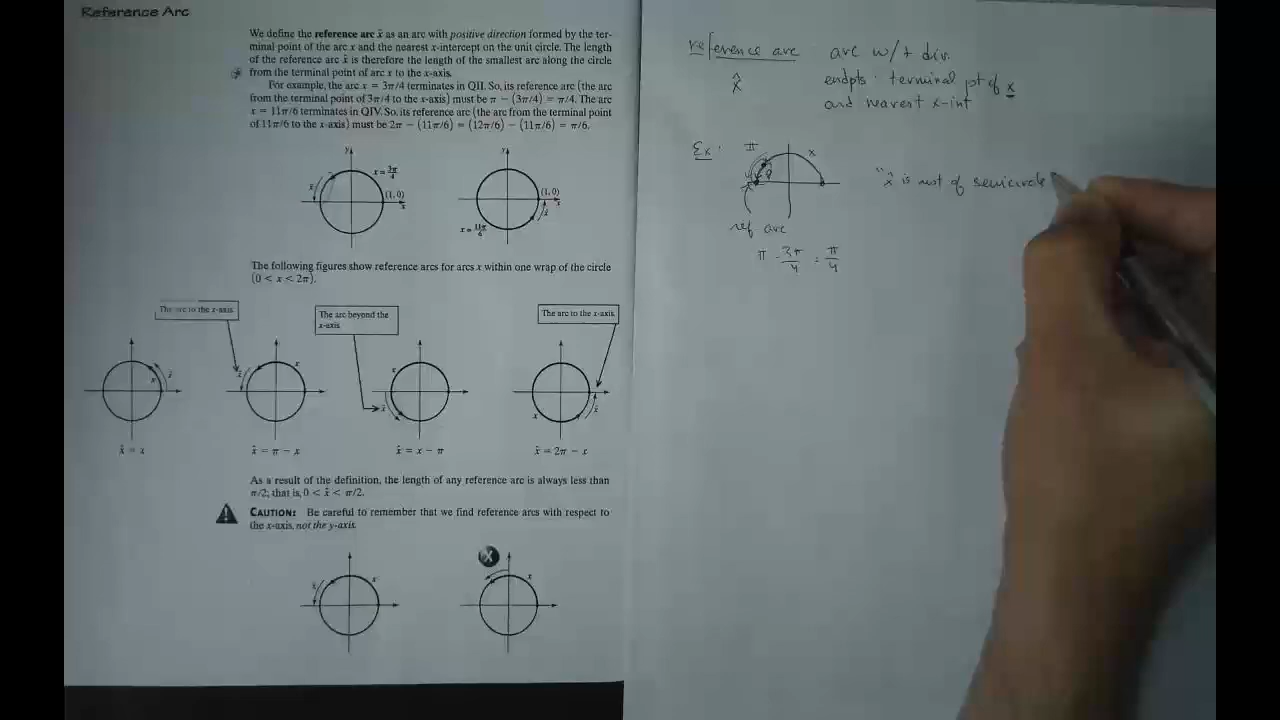 Reference Arc
We define the reference arc x̂ as an arc with positive direction formed by the ter-
minal point of the arc x and the nearest x-intercept on the unit circle. The length
of the reference arc x̂ is therefore the length of the smallest arc along the circle
from the terminal point of arc x to the x-axis.
For example, the arc x = 3π/4 terminates in QII. So, its reference arc (the arc
from the terminal point of 3π/4 to the x-axis) must be π − (3π/4) = π/4. The arc
x = 11π/6 terminates in QIV. So, its reference arc (the arc from the terminal point
of 11π/6 to the x-axis) must be 2π − (11π/6) = (12π/6) − (11π/6) = π/6.
y
x = 3π/4
x̂
(1, 0)
x
y
(1, 0)
x
x̂
x = 11π/6
The following figures show reference arcs for arcs x within one wrap of the circle
(0 < x < 2π).
The arc to the x-axis.
The arc beyond the
x-axis.
The arc to the x-axis.
x̂
x
x̂
x
x
x̂
x
x̂
x̂ = x
x̂ = π − x
x̂ = x − π
x̂ = 2π − x
As a result of the definition, the length of any reference arc is always less than
π/2; that is, 0 < x̂ < π/2.
CAUTION: Be careful to remember that we find reference arcs with respect to
the x-axis, not the y-axis.
x̂
x
X
x
reference arc arc w/ + dir.
x̂ endpts: terminal pt of x
and nearest x-int
Ex: π x
"x̂ is rest of semicircle"
ref arc
π - 3π/4 = π/4